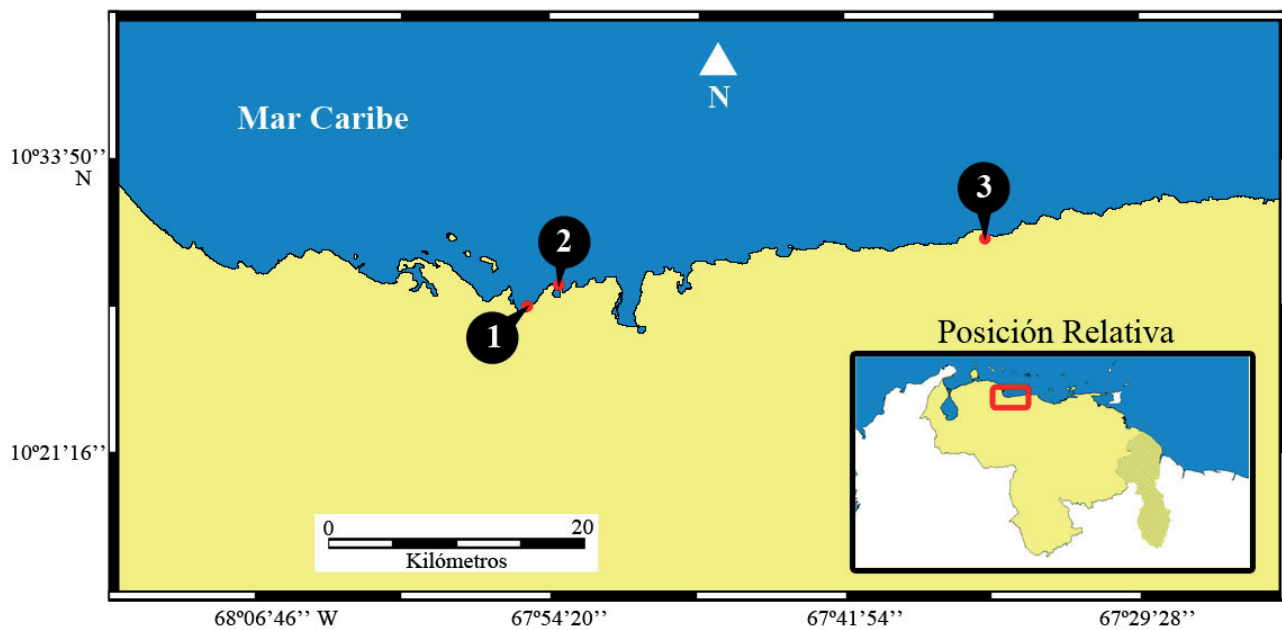 Mar Caribe
N
10º33’50’’
N
3
2
1
Posición Relativa
10º21’16’’
0 20
Kilómetros
68º06’46’’ W 67º54’20’’ 67º41’54’’ 67º29’28’’